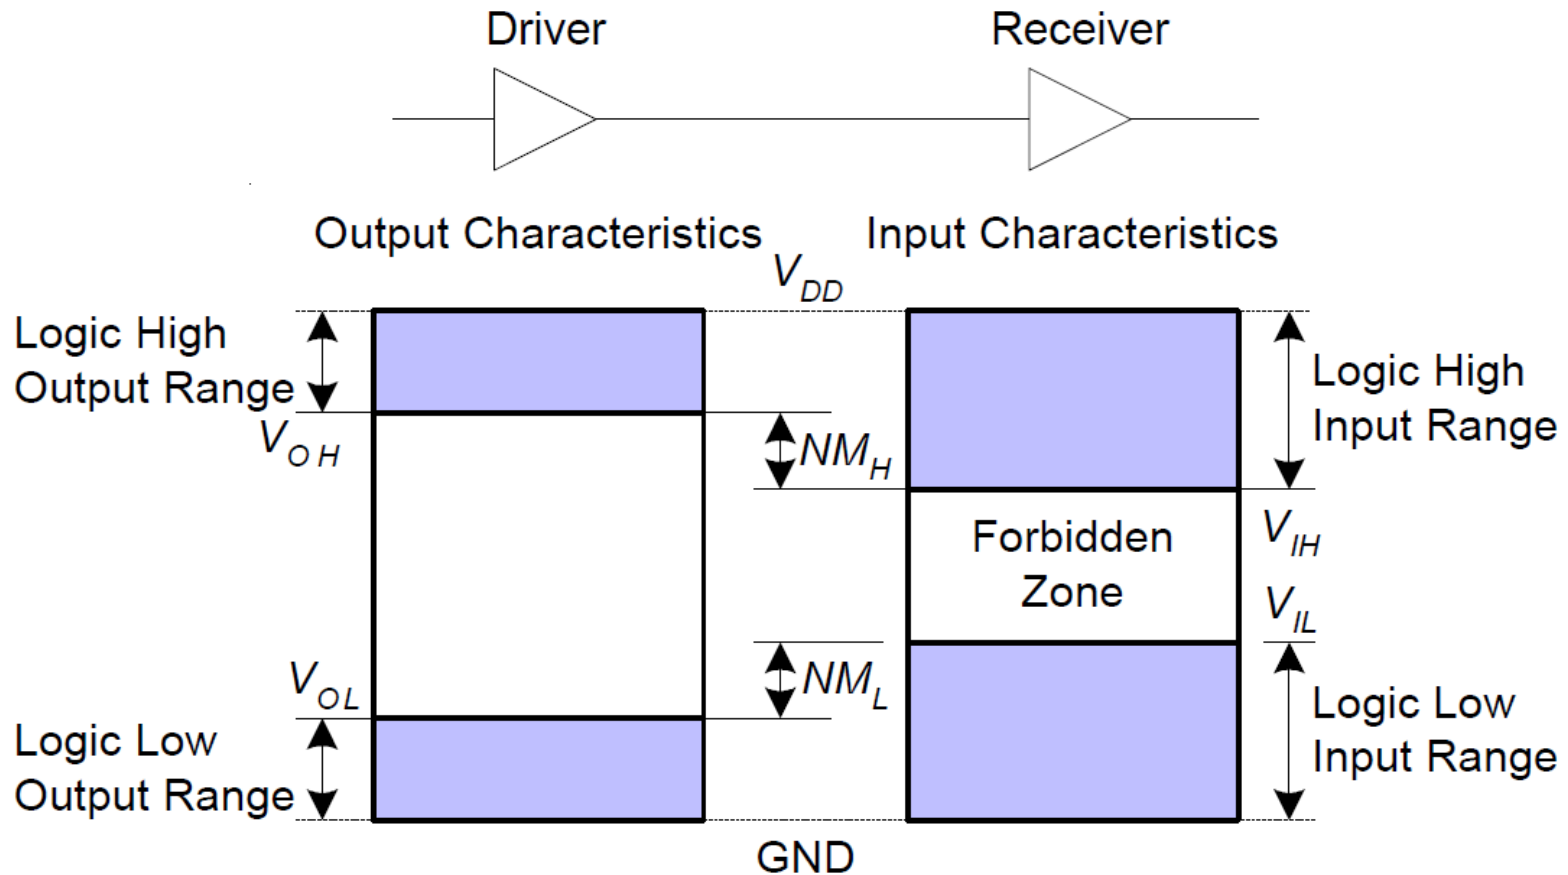 Driver
Receiver
Output Characteristics
Input Characteristics
VDD
Logic High
Output Range
Logic High
Input Range
VOH
NMH
Forbidden
Zone
VIH
VIL
VOL
NML
Logic Low
Output Range
Logic Low
Input Range
GND